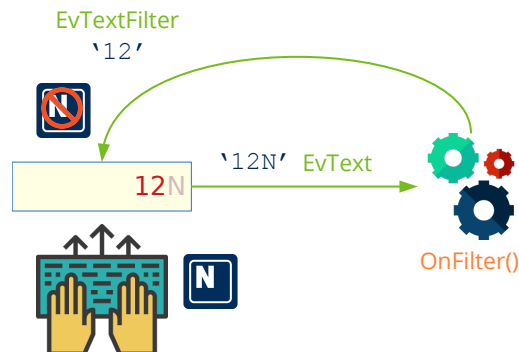 EvTextFilter
‘12’
N
‘12N’ EvText
12N
N
OnFilter()